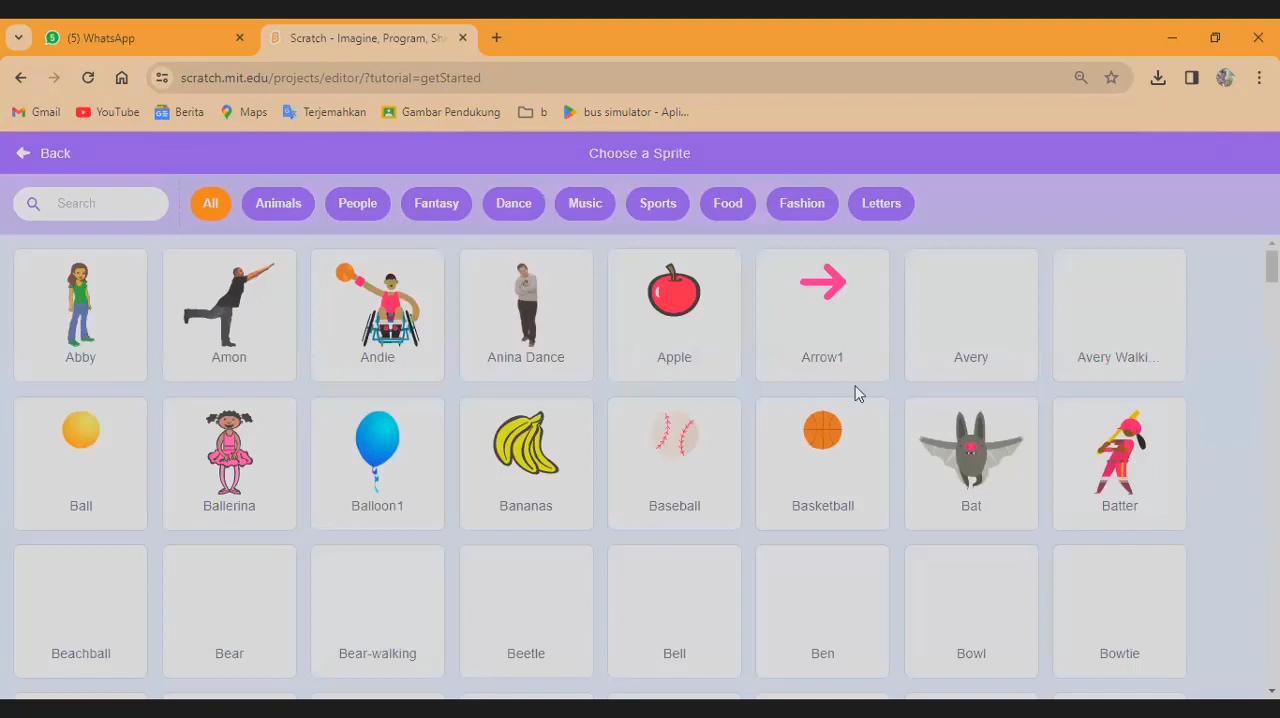 5 (5) WhatsApp
Scratch - Imagine, Program, Sh
scratch.mit.edu/projects/editor/?tutorial=getStarted
Gmail YouTube Berita Maps Terjemahkan Gambar Pendukung b bus simulator - Apli...
Back Choose a Sprite
Search All Animals People Fantasy Dance Music Sports Food Fashion Letters
Abby Amon Andie Anina Dance Apple Arrow1 Avery Avery Walki...
Ball Ballerina Balloon1 Bananas Baseball Basketball Bat Batter
Beachball Bear Bear-walking Beetle Bell Ben Bowl Bowtie